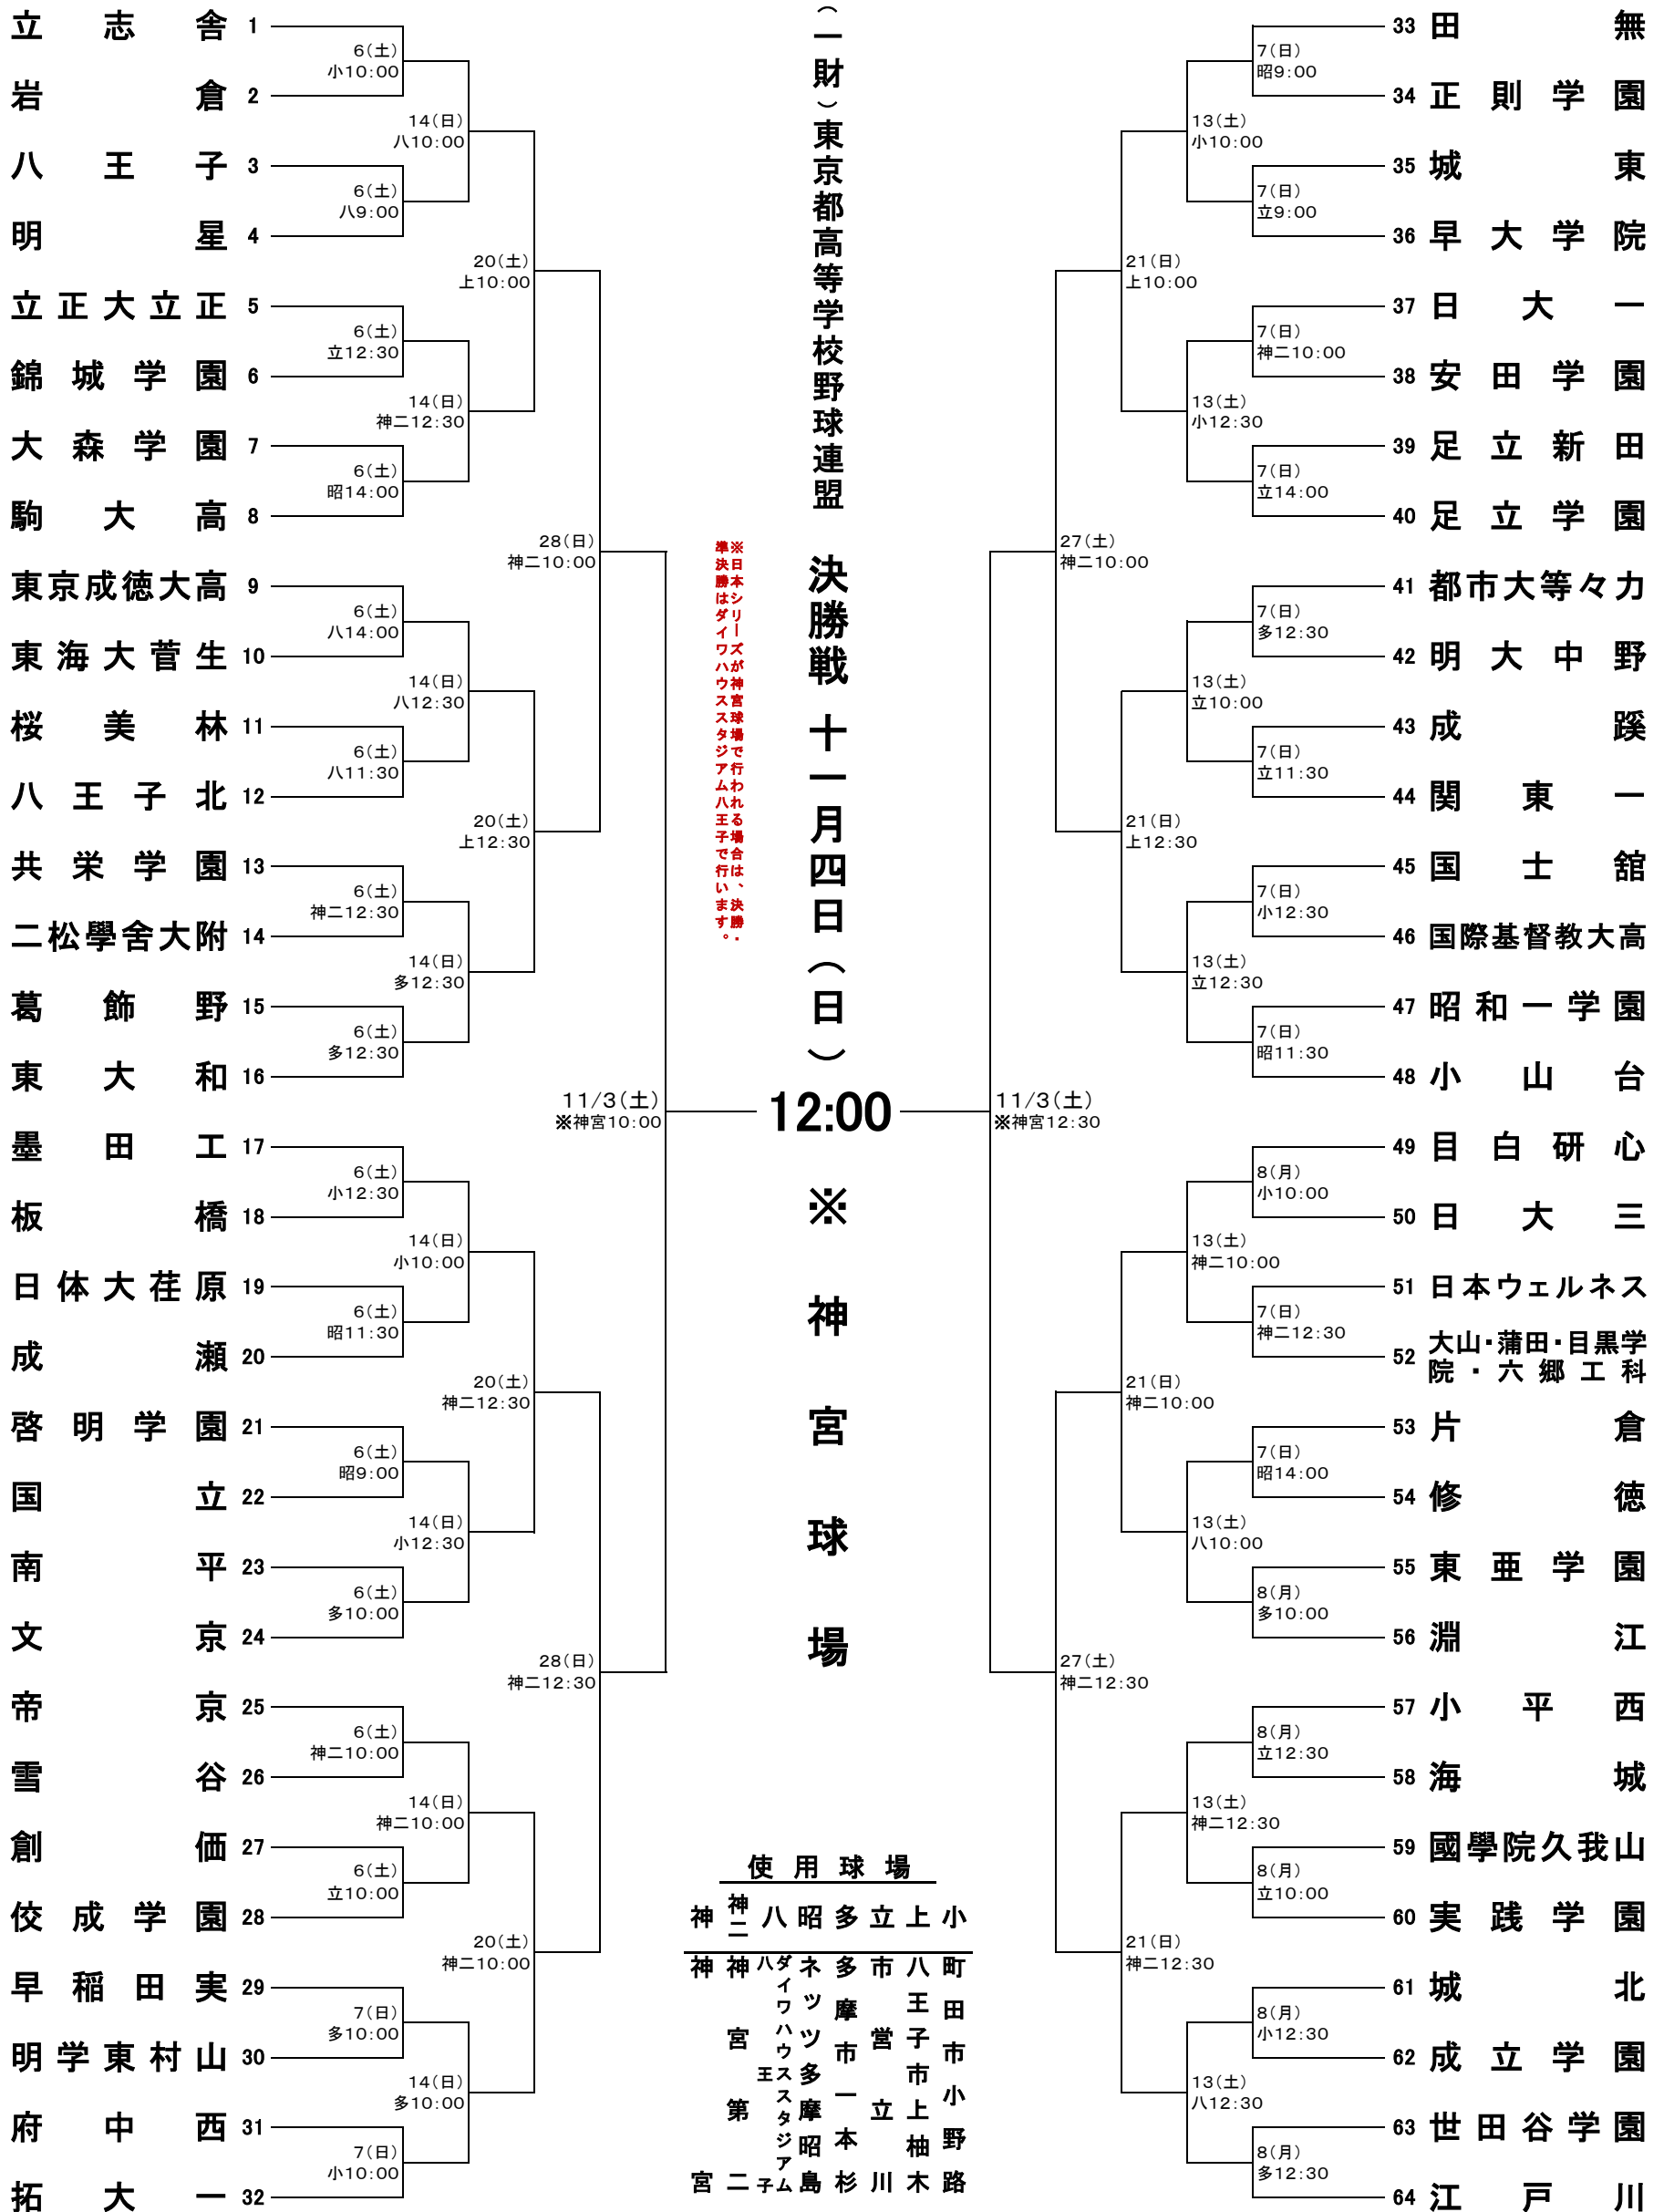 立志舎 1
岩倉 2
八王子 3
明星 4
立正大立正 5
錦城学園 6
大森学園 7
駒大高 8
東京成徳大高 9
東海大菅生 10
桜美林 11
八王子北 12
共栄学園 13
二松學舎大附 14
葛飾野 15
東大和 16
墨田工 17
板橋 18
日体大荏原 19
成瀬 20
啓明学園 21
国立 22
南平 23
文京 24
帝京 25
雪谷 26
創価 27
佼成学園 28
早稲田実 29
明学東村山 30
府中西 31
拓大一 32
6(土)
小10:00
6(土)
八9:00
6(土)
立12:30
6(土)
昭14:00
6(土)
八14:00
6(土)
八11:30
6(土)
神二12:30
6(土)
多12:30
6(土)
小12:30
6(土)
昭11:30
6(土)
昭9:00
6(土)
多10:00
6(土)
神二10:00
6(土)
立10:00
7(日)
多10:00
7(日)
小10:00
14(日)
八10:00
14(日)
神二12:30
14(日)
八12:30
14(日)
多12:30
14(日)
小10:00
14(日)
小12:30
14(日)
神二10:00
14(日)
多10:00
20(土)
上10:00
20(土)
上12:30
20(土)
神二12:30
20(土)
神二10:00
28(日)
神二10:00
28(日)
神二12:30
11/3(土)
※神宮10:00
(一財)東京都高等学校野球連盟
決勝戦 十一月四日(日)
12:00
※神宮球場
※日本シリーズが神宮球場で行われる場合は、決勝・
準決勝はダイワハウススタジアム八王子で行います。
11/3(土)
※神宮12:30
27(土)
神二10:00
27(土)
神二12:30
21(日)
上10:00
21(日)
上12:30
21(日)
神二10:00
21(日)
神二12:30
13(土)
小10:00
13(土)
小12:30
13(土)
立10:00
13(土)
立12:30
13(土)
神二10:00
13(土)
八10:00
13(土)
神二12:30
13(土)
八12:30
7(日)
昭9:00
7(日)
立9:00
7(日)
神二10:00
7(日)
立14:00
7(日)
多12:30
7(日)
立11:30
7(日)
小12:30
7(日)
昭11:30
8(月)
小10:00
7(日)
神二12:30
7(日)
昭14:00
8(月)
多10:00
8(月)
立12:30
8(月)
立10:00
8(月)
小12:30
8(月)
多12:30
33 田無
34 正則学園
35 城東
36 早大学院
37 日大一
38 安田学園
39 足立新田
40 足立学園
41 都市大等々力
42 明大中野
43 成蹊
44 関東一
45 国士舘
46 国際基督教大高
47 昭和一学園
48 小山台
49 目白研心
50 日大三
51 日本ウェルネス
52 大山・蒲田・目黒学
院・六郷工科
53 片倉
54 修徳
55 東亜学園
56 淵江
57 小平西
58 海城
59 國學院久我山
60 実践学園
61 城北
62 成立学園
63 世田谷学園
64 江戸川
使用球場
小 町田市小野路
上 八王子市上柚木
立 市営立川
多 多摩市一本杉
昭 ネッツ多摩昭島
八 ダイワハウススタジアム
八王子
神二 神宮第二
神 神宮